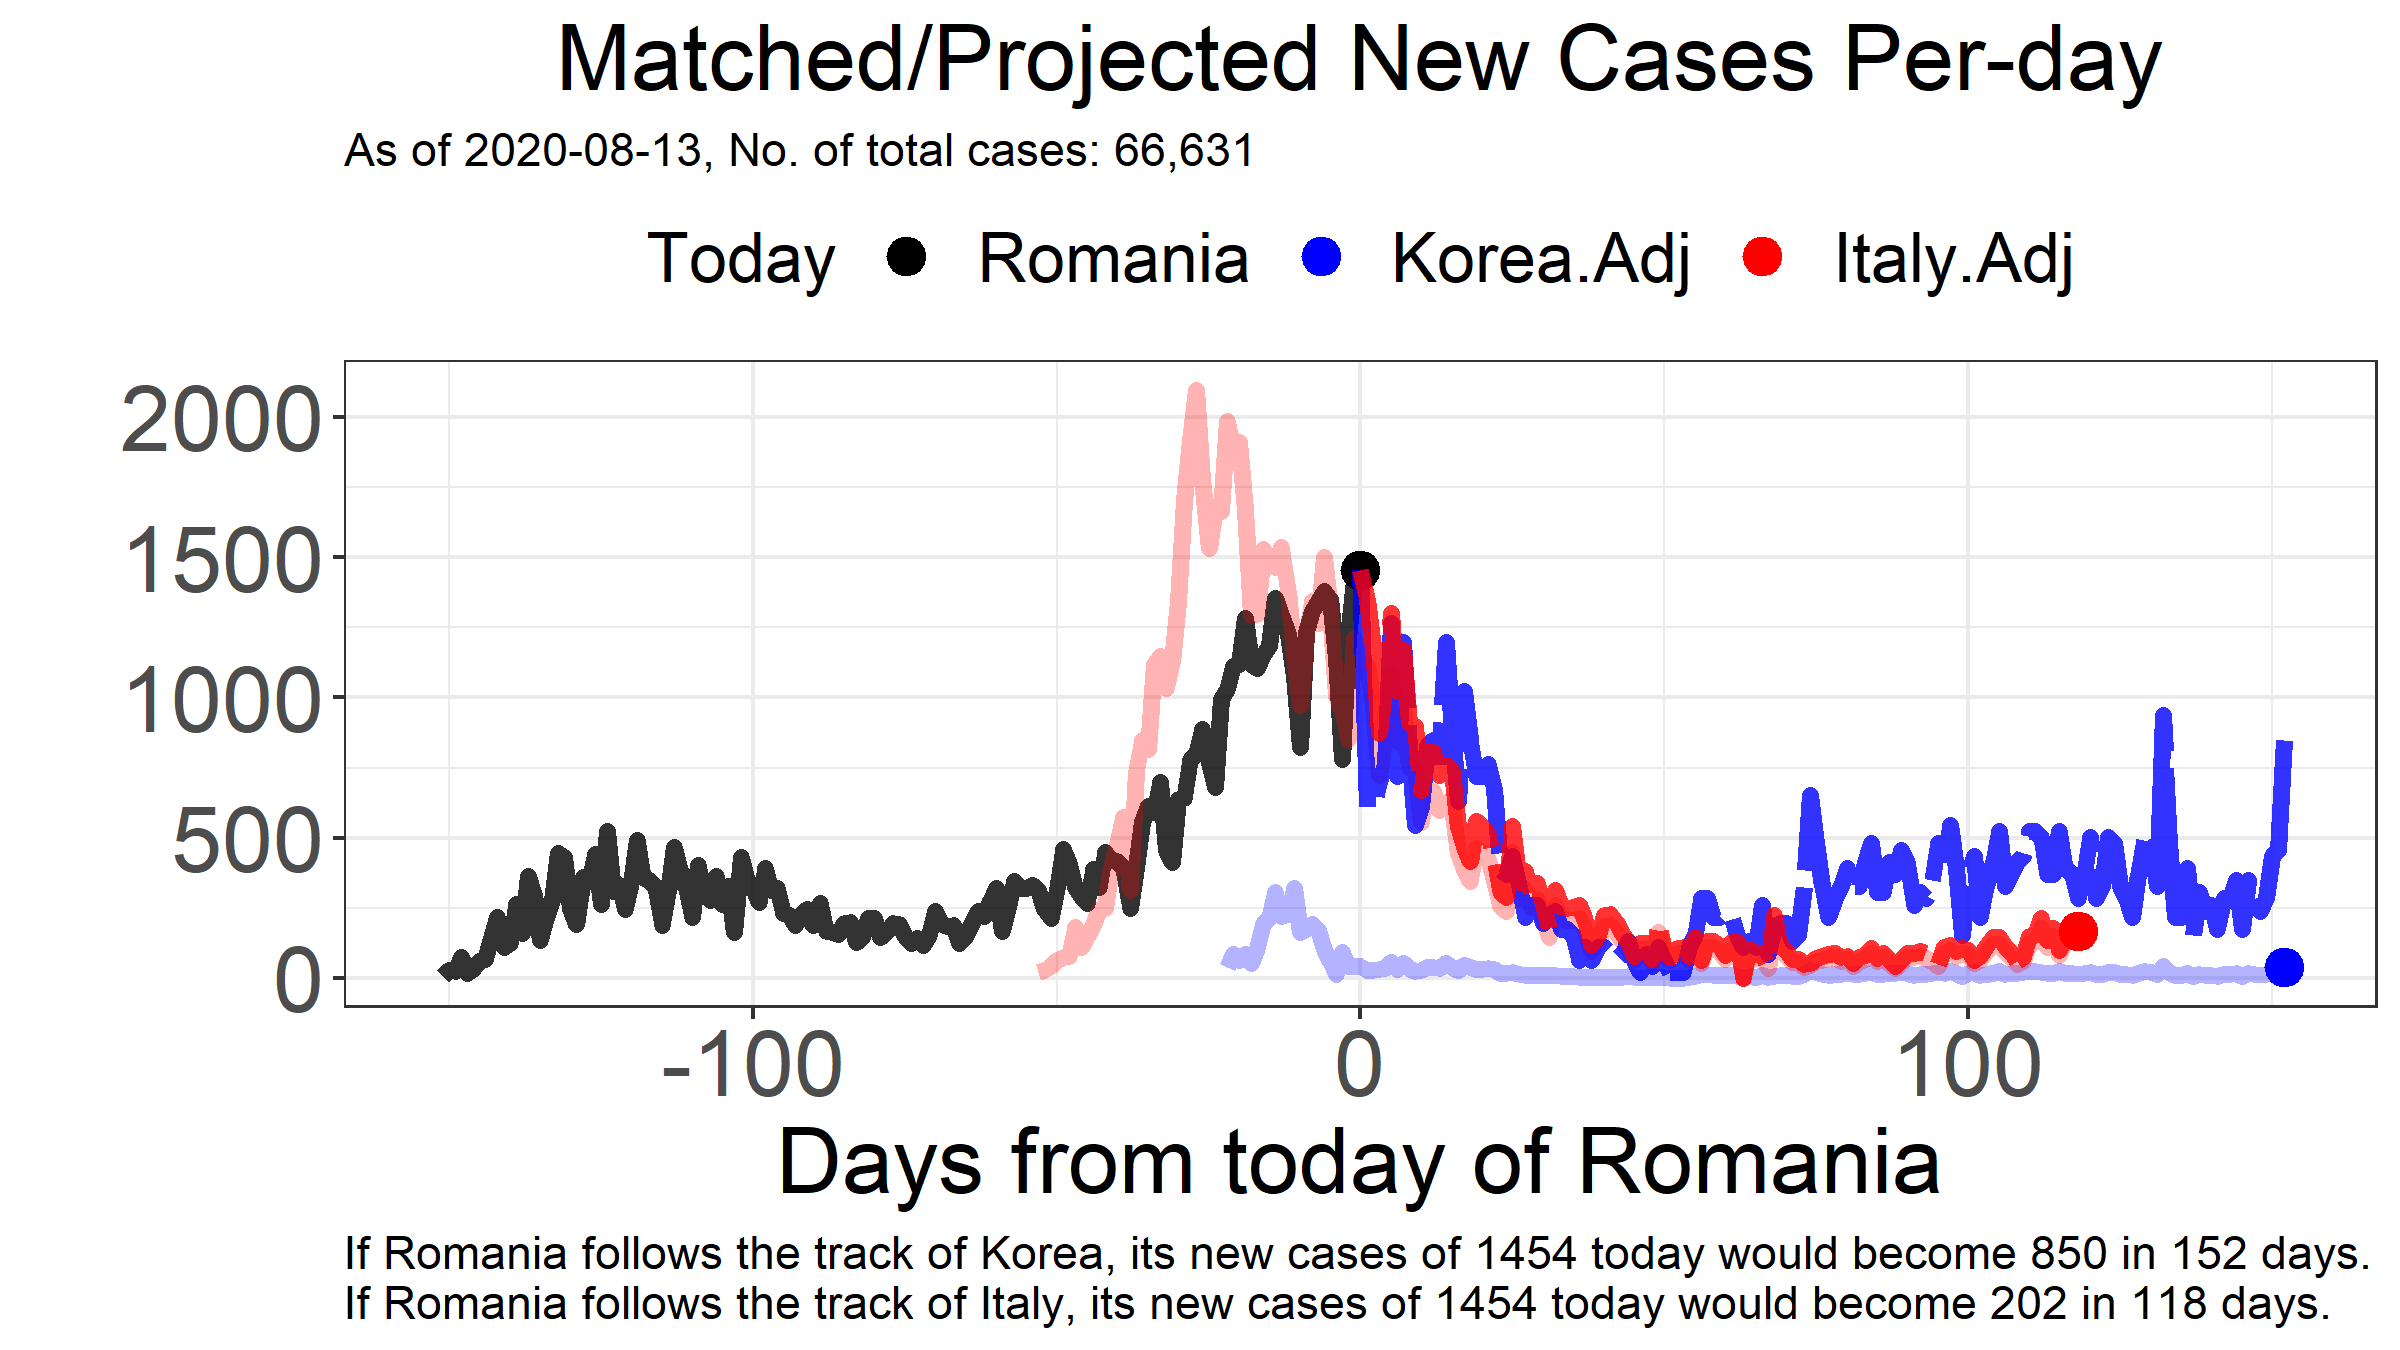 Matched/Projected New Cases Per-day
As of 2020-08-13, No. of total cases: 66,631
Today Romania Korea.Adj Italy.Adj
2000
1500
1000
500
0
-100 0 100
Days from today of Romania
If Romania follows the track of Korea, its new cases of 1454 today would become 850 in 152 days.
If Romania follows the track of Italy, its new cases of 1454 today would become 202 in 118 days.